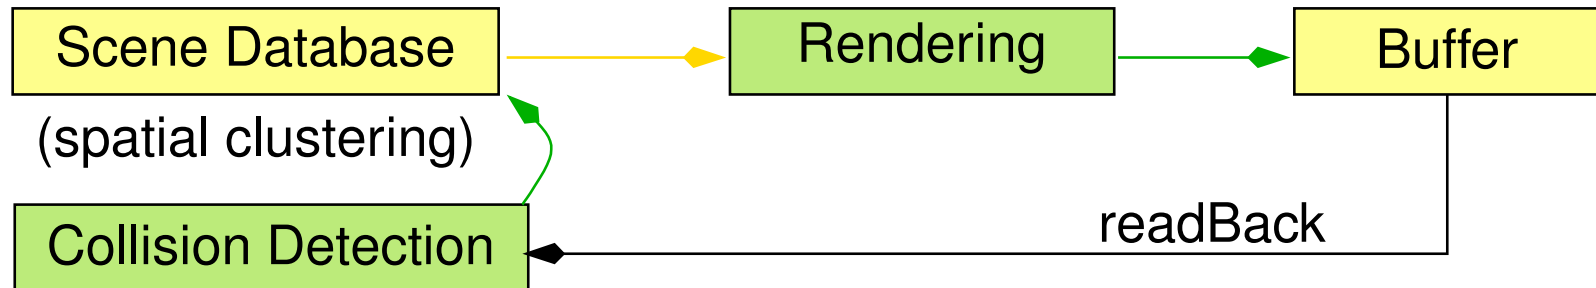 Scene Database
Rendering
Buffer
(spatial clustering)
readBack
Collision Detection